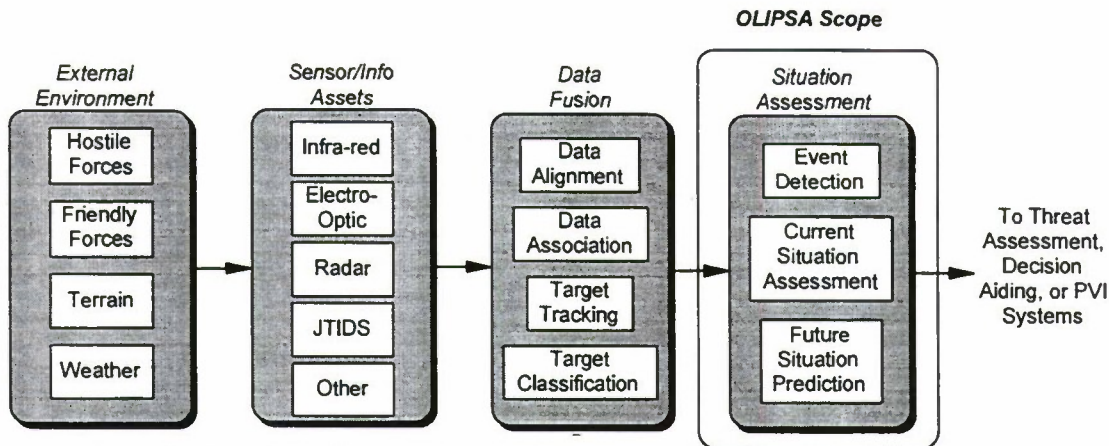 OLIPSA Scope
External
Environment
Hostile
Forces
Friendly
Forces
Terrain
Weather
Sensor/Info
Assets
Infra-red
Electro-
Optic
Radar
JTIDS
Other
Data
Fusion
Data
Alignment
Data
Association
Target
Tracking
Target
Classification
Situation
Assessment
Event
Detection
Current
Situation
Assessment
Future
Situation
Prediction
To Threat
Assessment,
Decision
Aiding, or PVI
Systems